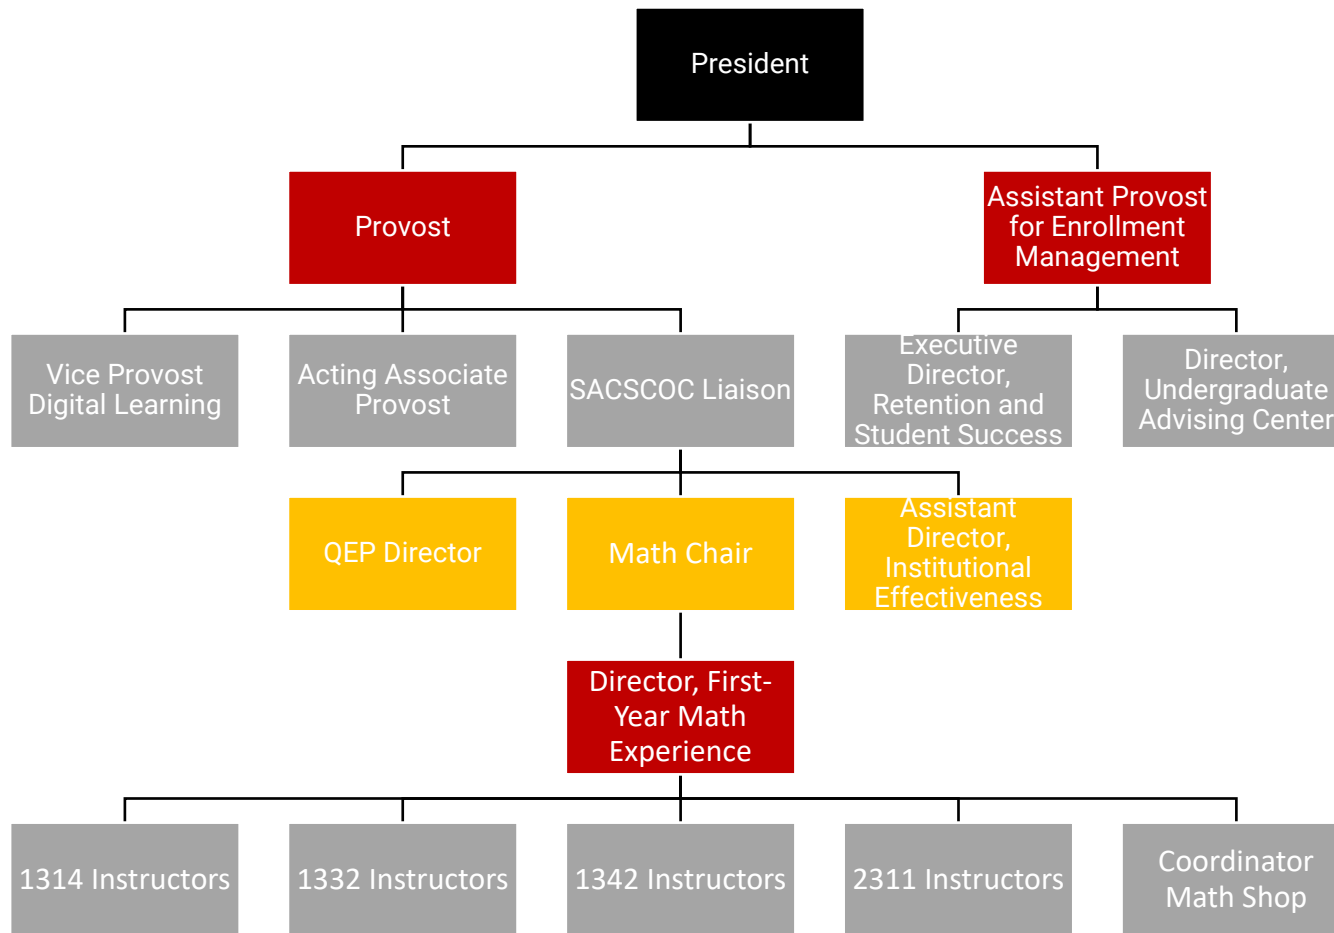 President
Provost
Assistant Provost
for Enrollment
Management
Vice Provost
Digital Learning
Acting Associate
Provost
SACSCOC Liaison
Executive
Director,
Retention and
Student Success
Director,
Undergraduate
Advising Center
QEP Director
Math Chair
Assistant
Director,
Institutional
Effectiveness
Director, First-
Year Math
Experience
1314 Instructors
1332 Instructors
1342 Instructors
2311 Instructors
Coordinator
Math Shop